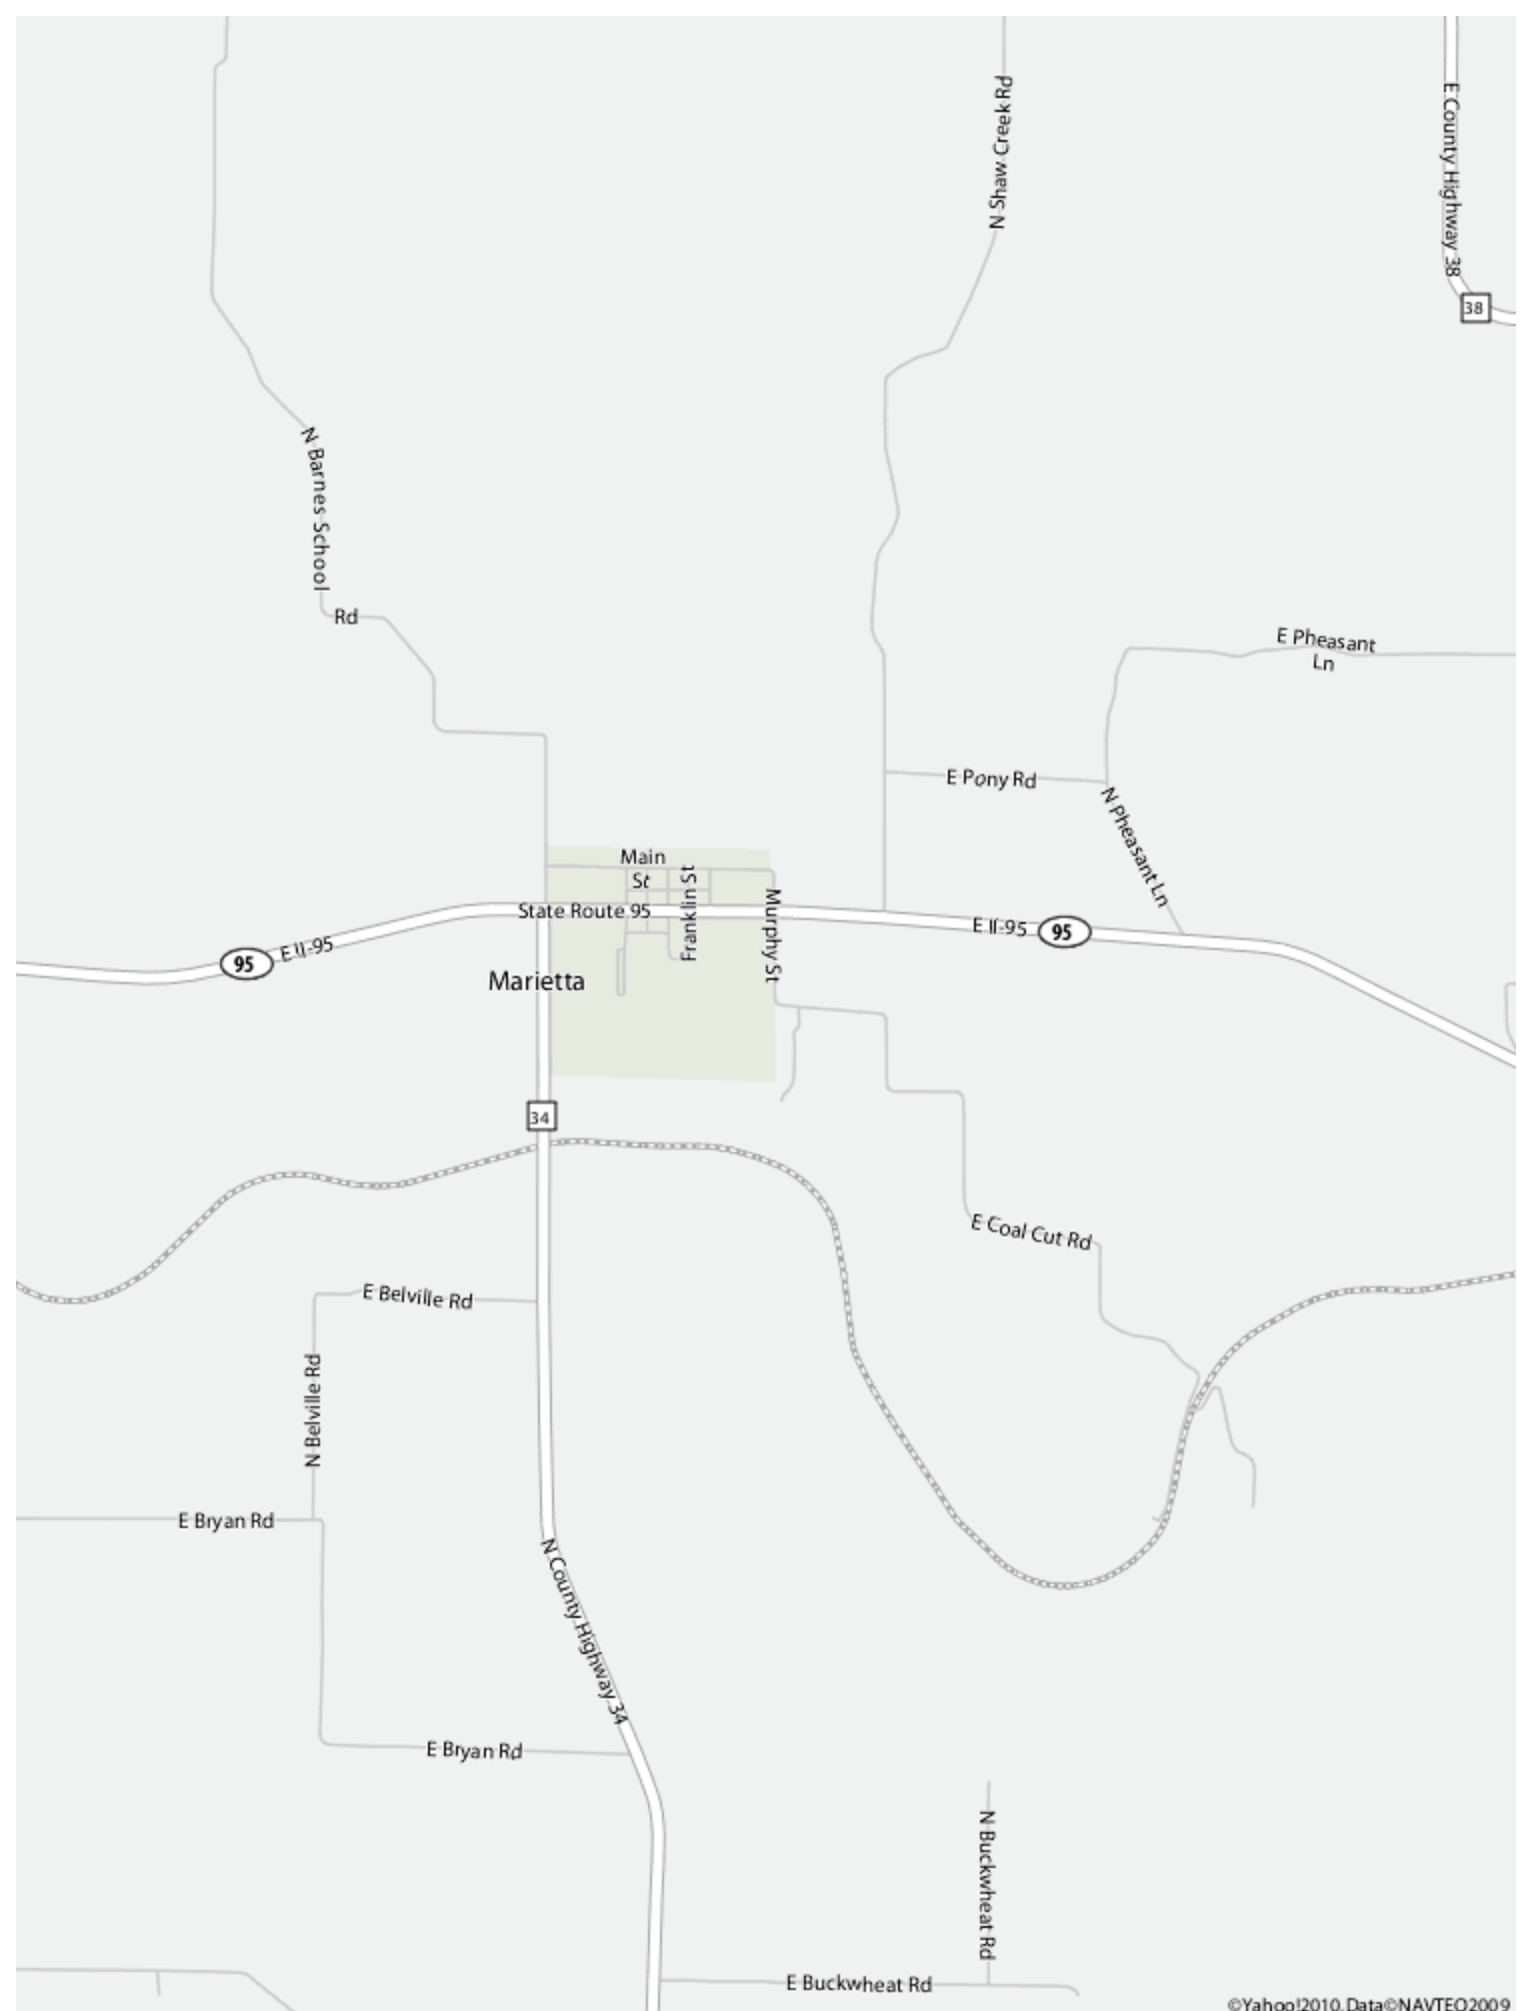 N Shaw Creek Rd
E County Highway 38
38
N Barnes School
Rd
E Pheasant
Ln
E Pony Rd
N Pheasant Ln
Main
St
Franklin St
Murphy St
State Route 95
E Il-95
95
E Il-95
95
Marietta
34
E Coal Cut Rd
E Belville Rd
N Belville Rd
E Bryan Rd
N County Highway 34
E Bryan Rd
N Buckwheat Rd
E Buckwheat Rd
©Yahoo!2010, Data©NAVTEQ2009